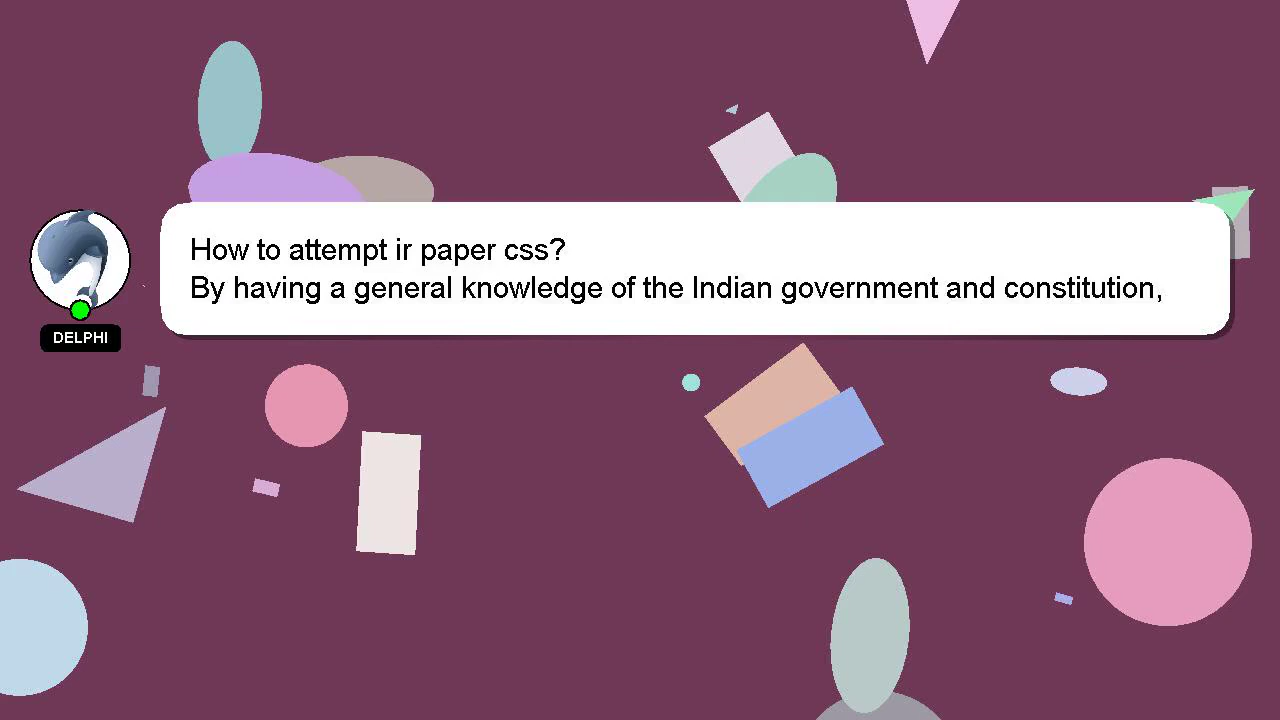 How to attempt ir paper css?
By having a general knowledge of the Indian government and constitution,
DELPHI